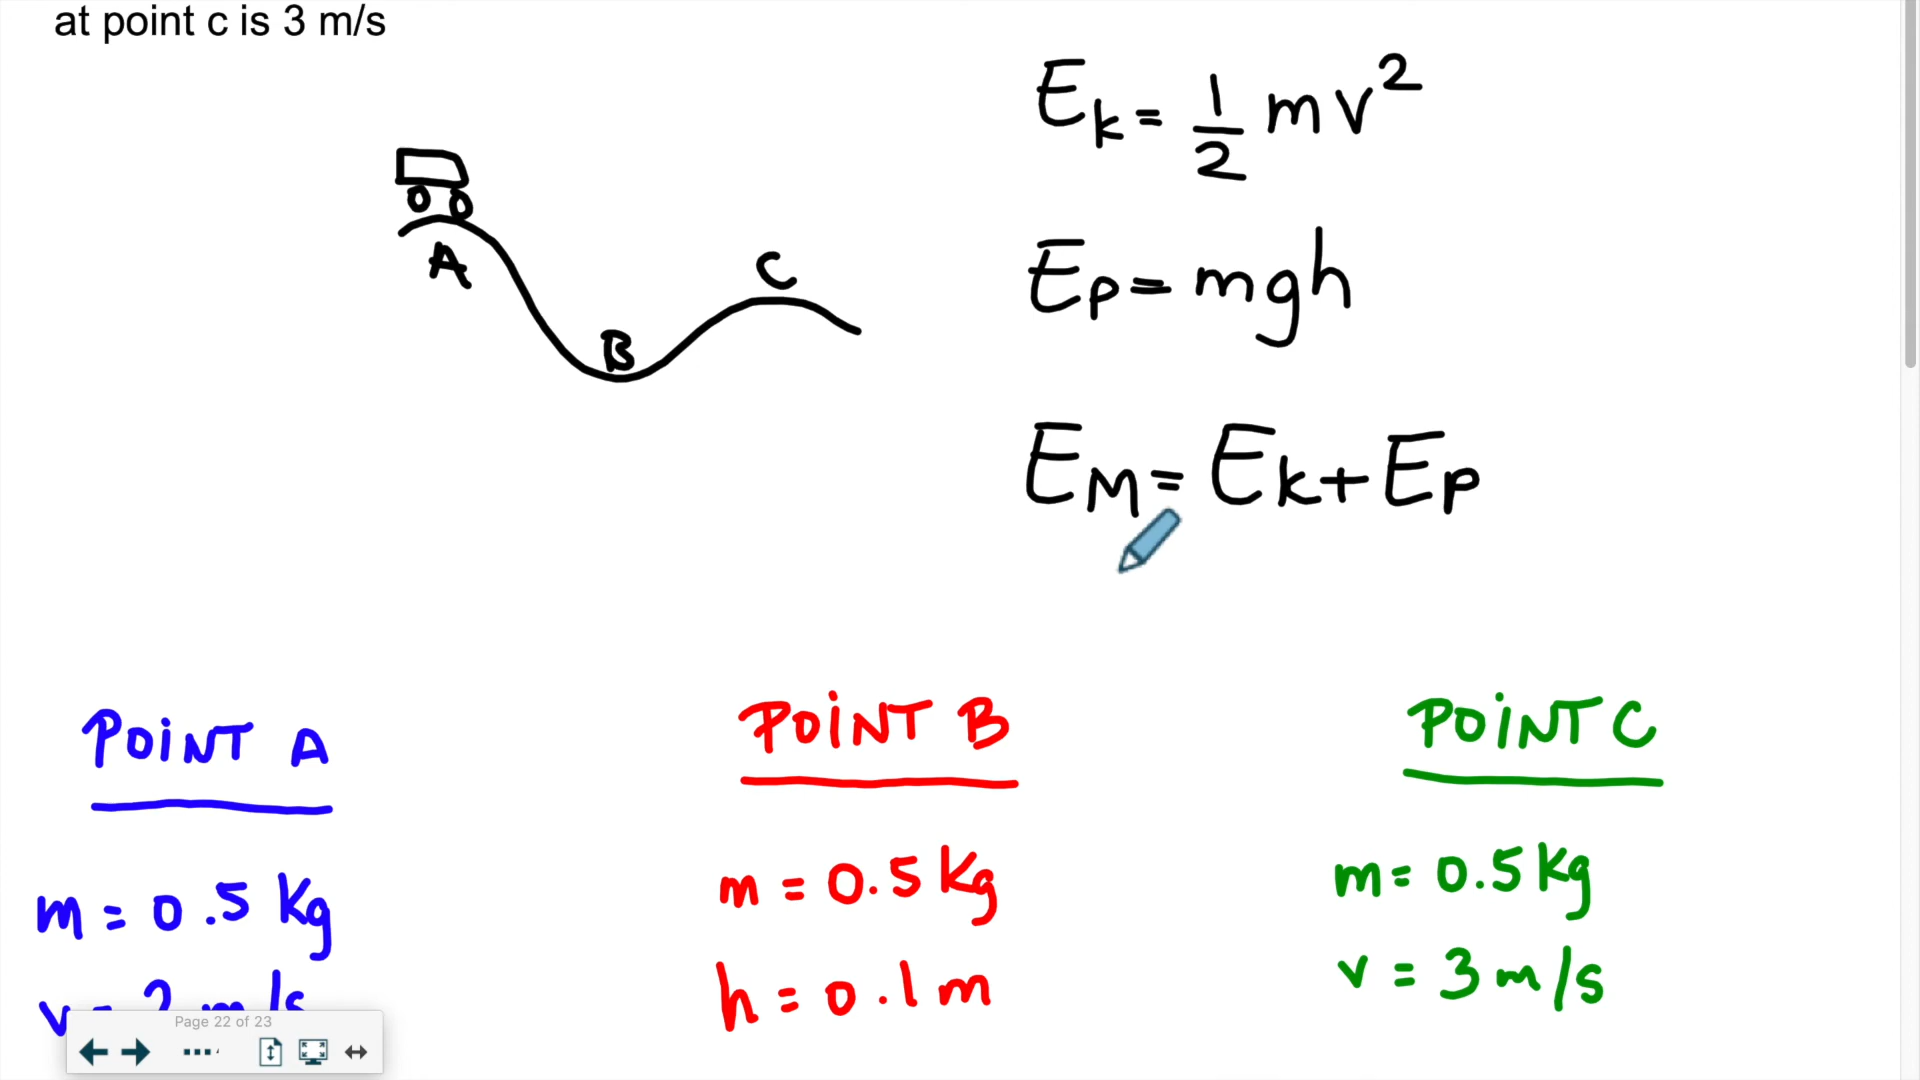 at point c is 3 m/s
Ek = 1/2 mv²
Ep = mgh
EM = Ek + Ep
A
B
C
POINT A
m = 0.5 Kg
v = 2 m/s
POINT B
m = 0.5 Kg
h = 0.1 m
POINT C
m = 0.5 Kg
v = 3 m/s
Page 22 of 23